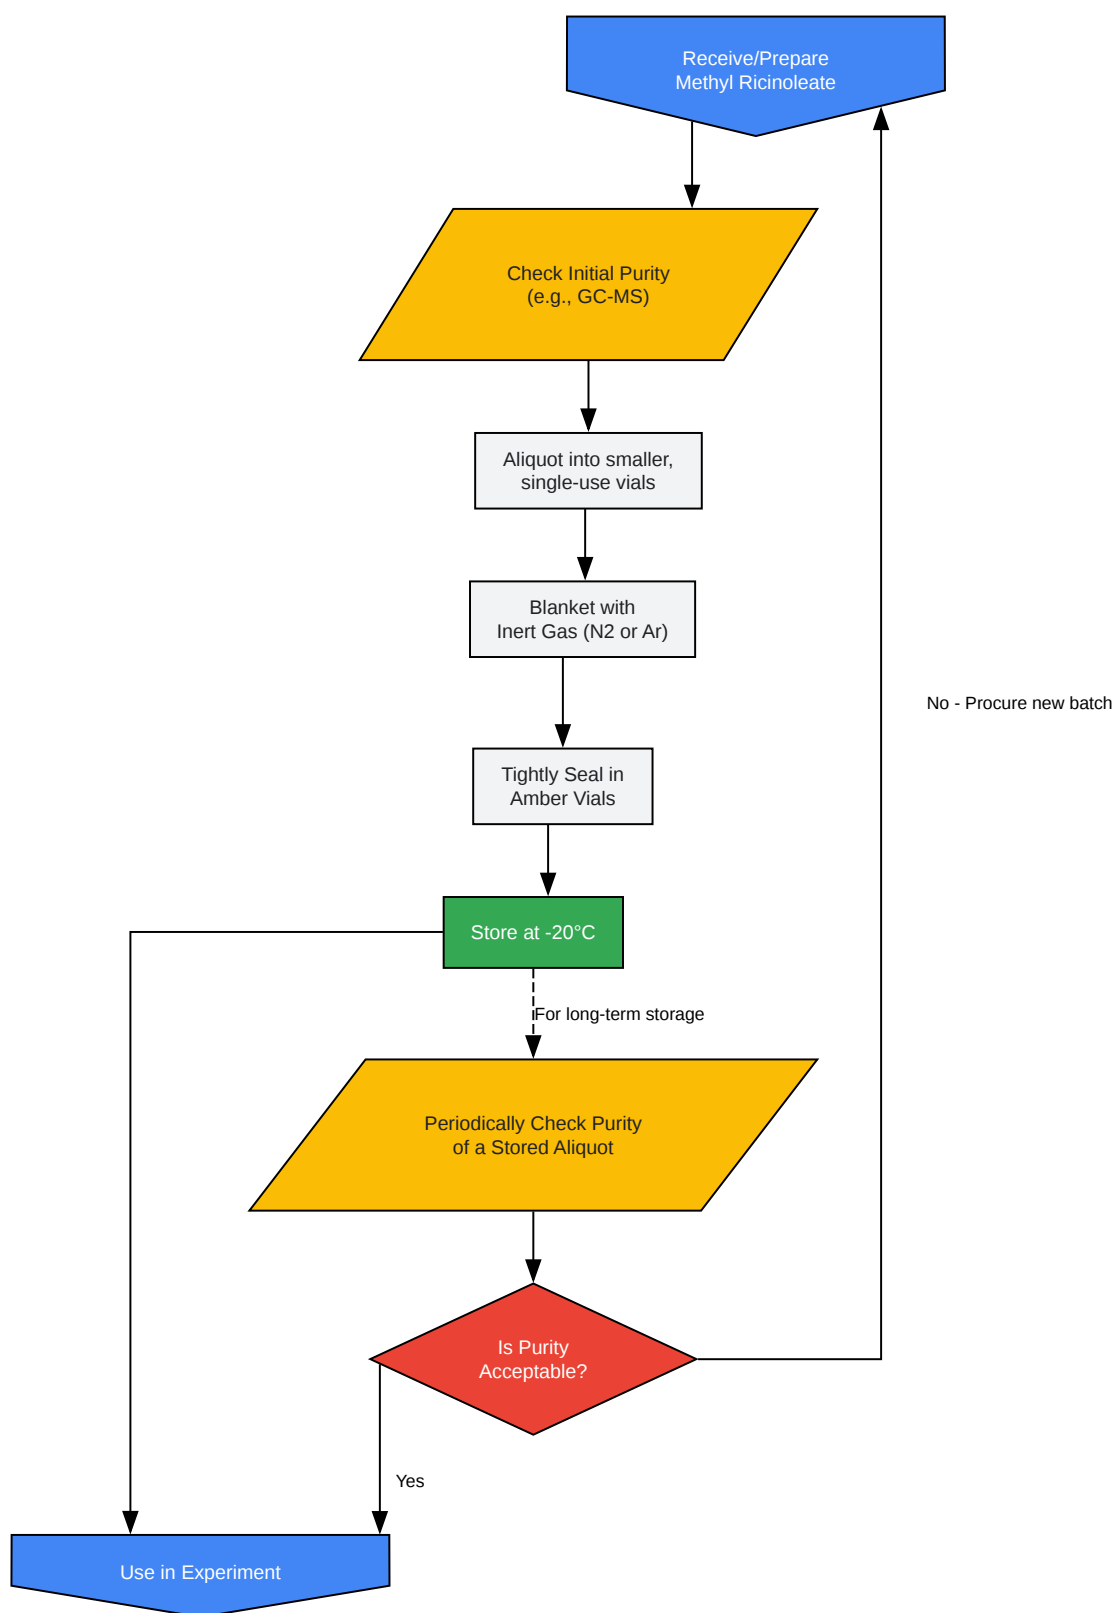 Receive/Prepare
Methyl Ricinoleate
Check Initial Purity
(e.g., GC-MS)
Aliquot into smaller,
single-use vials
Blanket with
Inert Gas (N2 or Ar)
No - Procure new batch
Tightly Seal in
Amber Vials
Store at -20°C
For long-term storage
Periodically Check Purity
of a Stored Aliquot
Is Purity
Acceptable?
Yes
Use in Experiment